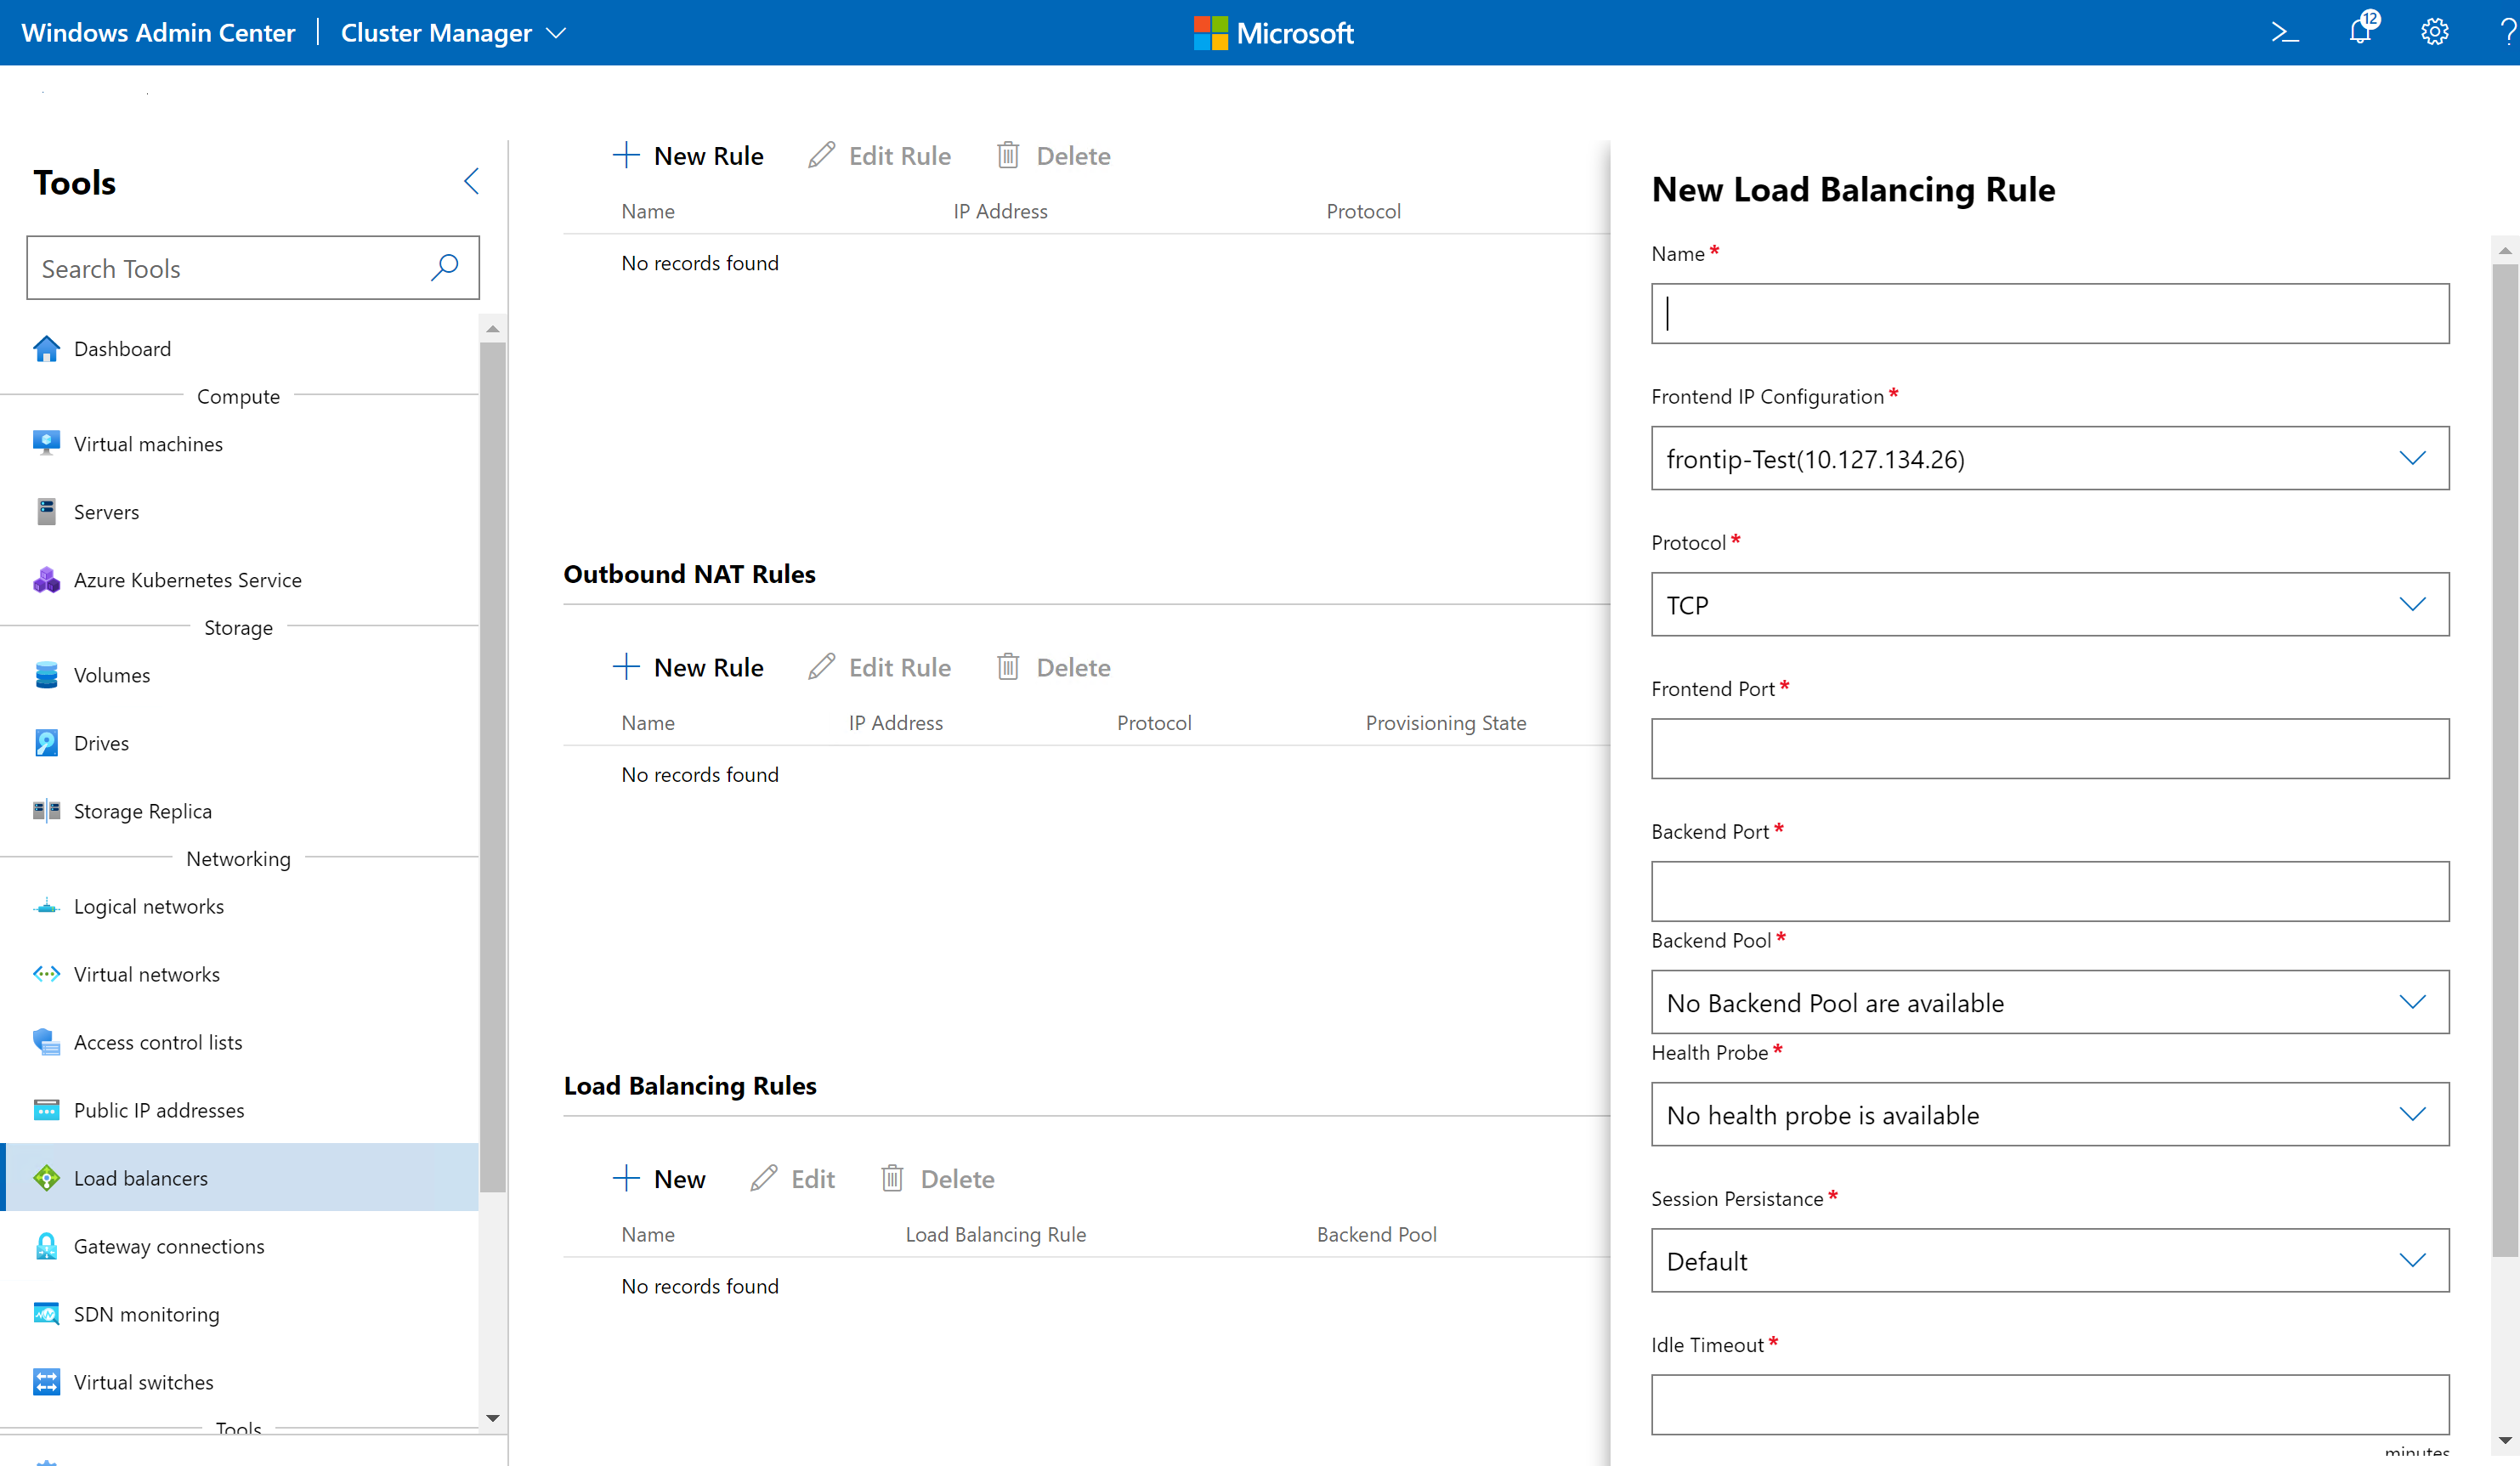 Windows Admin Center | Cluster Manager
Microsoft
12
?
Tools
Search Tools
Dashboard
Compute
Virtual machines
Servers
Azure Kubernetes Service
Storage
Volumes
Drives
Storage Replica
Networking
Logical networks
Virtual networks
Access control lists
Public IP addresses
Load balancers
Gateway connections
SDN monitoring
Virtual switches
Tools
New Rule Edit Rule Delete
Name IP Address Protocol
No records found
Outbound NAT Rules
New Rule Edit Rule Delete
Name IP Address Protocol Provisioning State
No records found
Load Balancing Rules
New Edit Delete
Name Load Balancing Rule Backend Pool
No records found
New Load Balancing Rule
Name *
Frontend IP Configuration *
frontip-Test(10.127.134.26)
Protocol *
TCP
Frontend Port *
Backend Port *
Backend Pool *
No Backend Pool are available
Health Probe *
No health probe is available
Session Persistance *
Default
Idle Timeout *
minutes